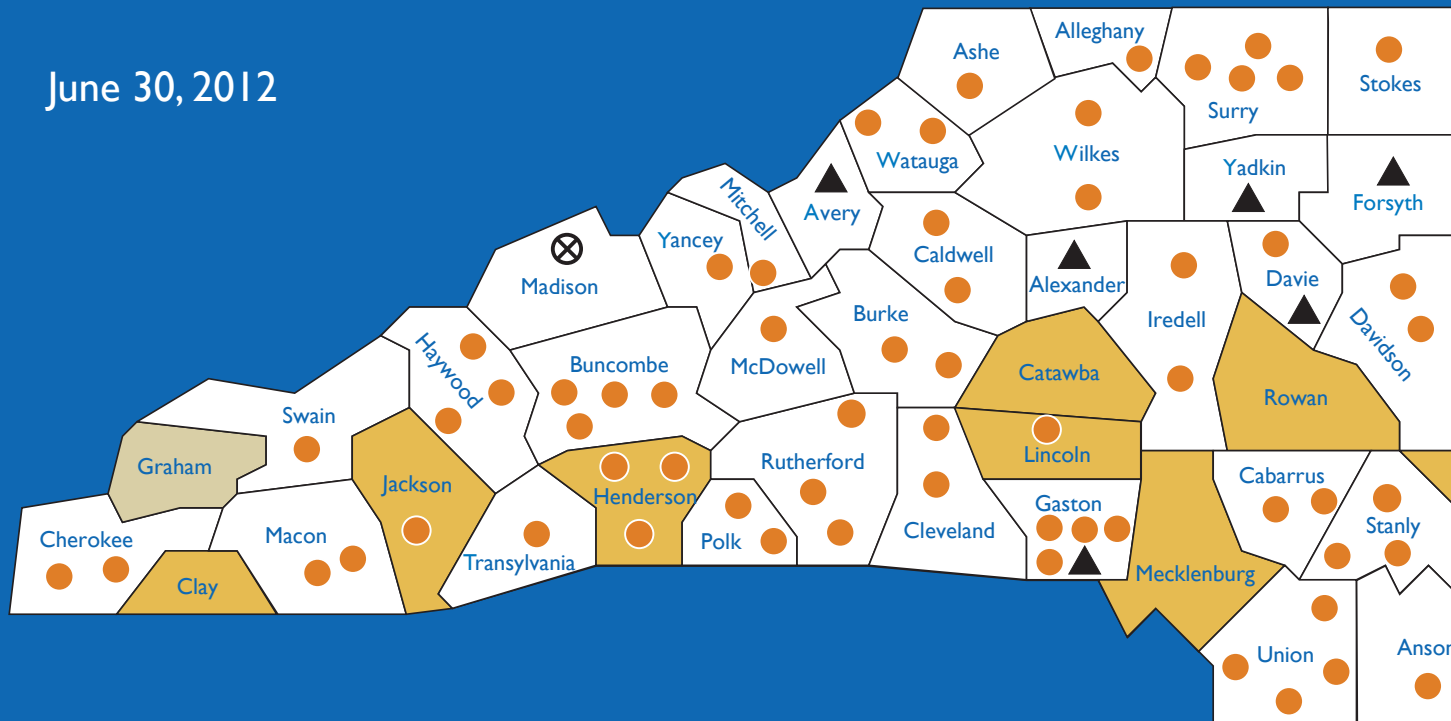 June 30, 2012
Ashe
Alleghany
Surry
Stokes
Watauga
Wilkes
Yadkin
Forsyth
Mitchell
Avery
Yancey
Caldwell
Alexander
Davie
Madison
Iredell
Davidson
Burke
Haywood
Buncombe
McDowell
Catawba
Rowan
Swain
Graham
Jackson
Henderson
Rutherford
Lincoln
Cabarrus
Gaston
Stanly
Cherokee
Macon
Transylvania
Polk
Cleveland
Clay
Mecklenburg
Union
Anson